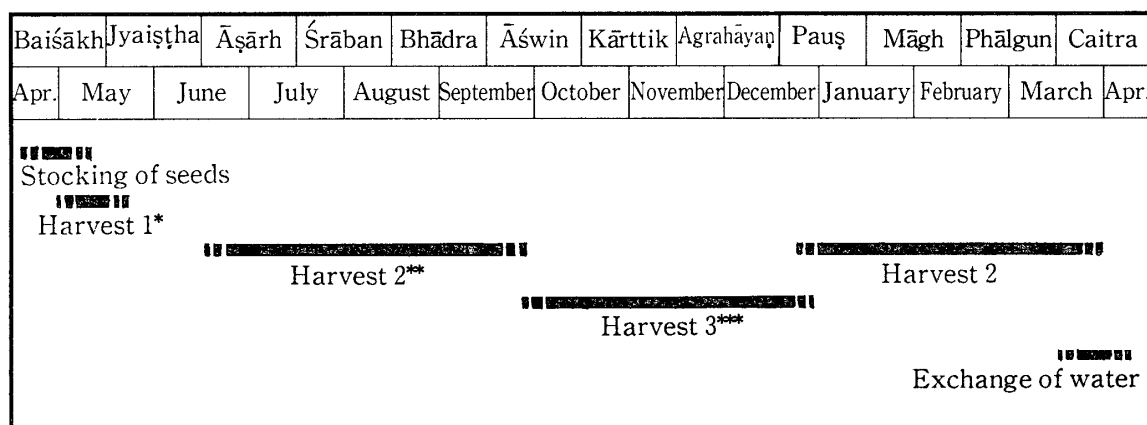 Baiśākh Jyaiṣṭha Āṣārh Śrāban Bhādra Āświn Kārttik Agrahāyaṇ Pauṣ Māgh Phālgun Caitra
Apr. May June July August September October November December January February March Apr.
Stocking of seeds
Harvest 1*
Harvest 2** Harvest 2
Harvest 3***
Exchange of water